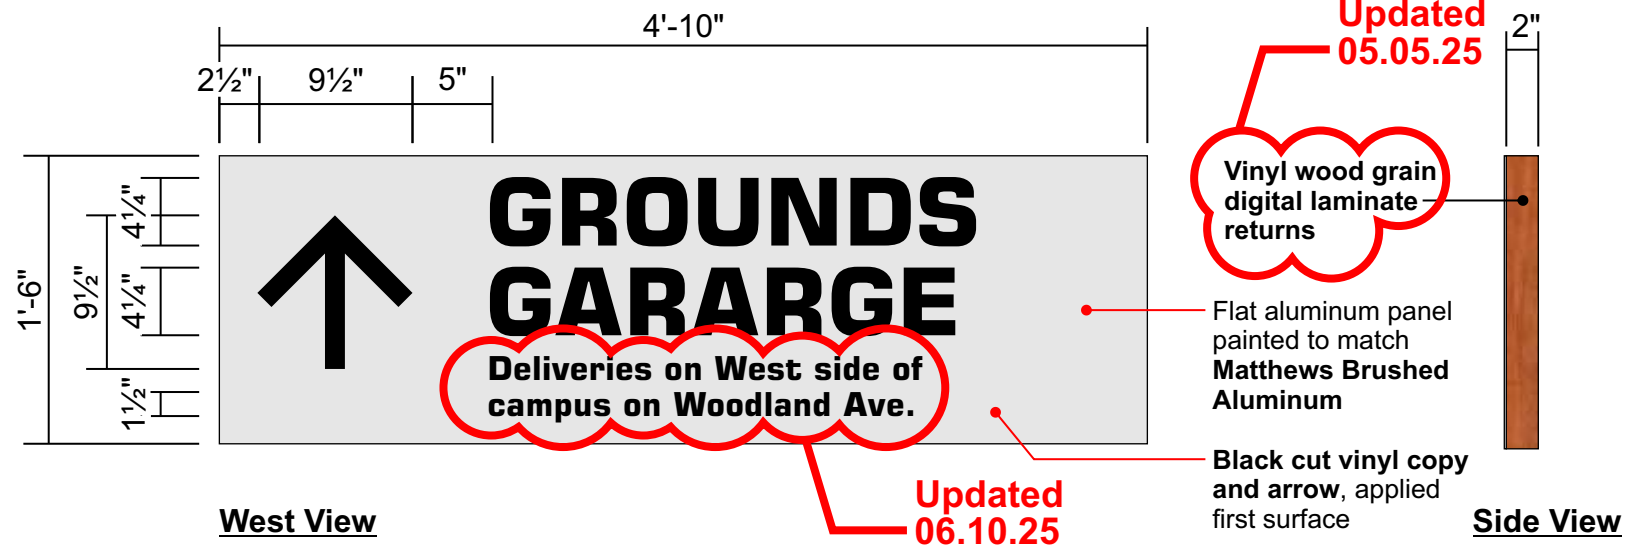 4'-10"
Updated
05.05.25
2"
2½"
9½"
5"
1'-6"
9½"
4¼"
4¼"
1½"
GROUNDS
GARARGE
Deliveries on West side of
campus on Woodland Ave.
Vinyl wood grain
digital laminate
returns
Flat aluminum panel
painted to match
Matthews Brushed
Aluminum
Black cut vinyl copy
and arrow, applied
first surface
Updated
06.10.25
West View
Side View